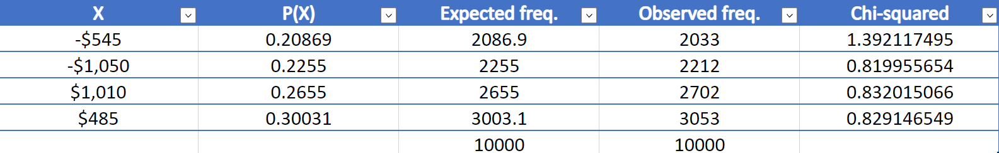 X P(X) Expected freq. Observed freq. Chi-squared
-$545 0.20869 2086.9 2033 1.392117495
-$1,050 0.2255 2255 2212 0.819955654
$1,010 0.2655 2655 2702 0.832015066
$485 0.30031 3003.1 3053 0.829146549
10000 10000